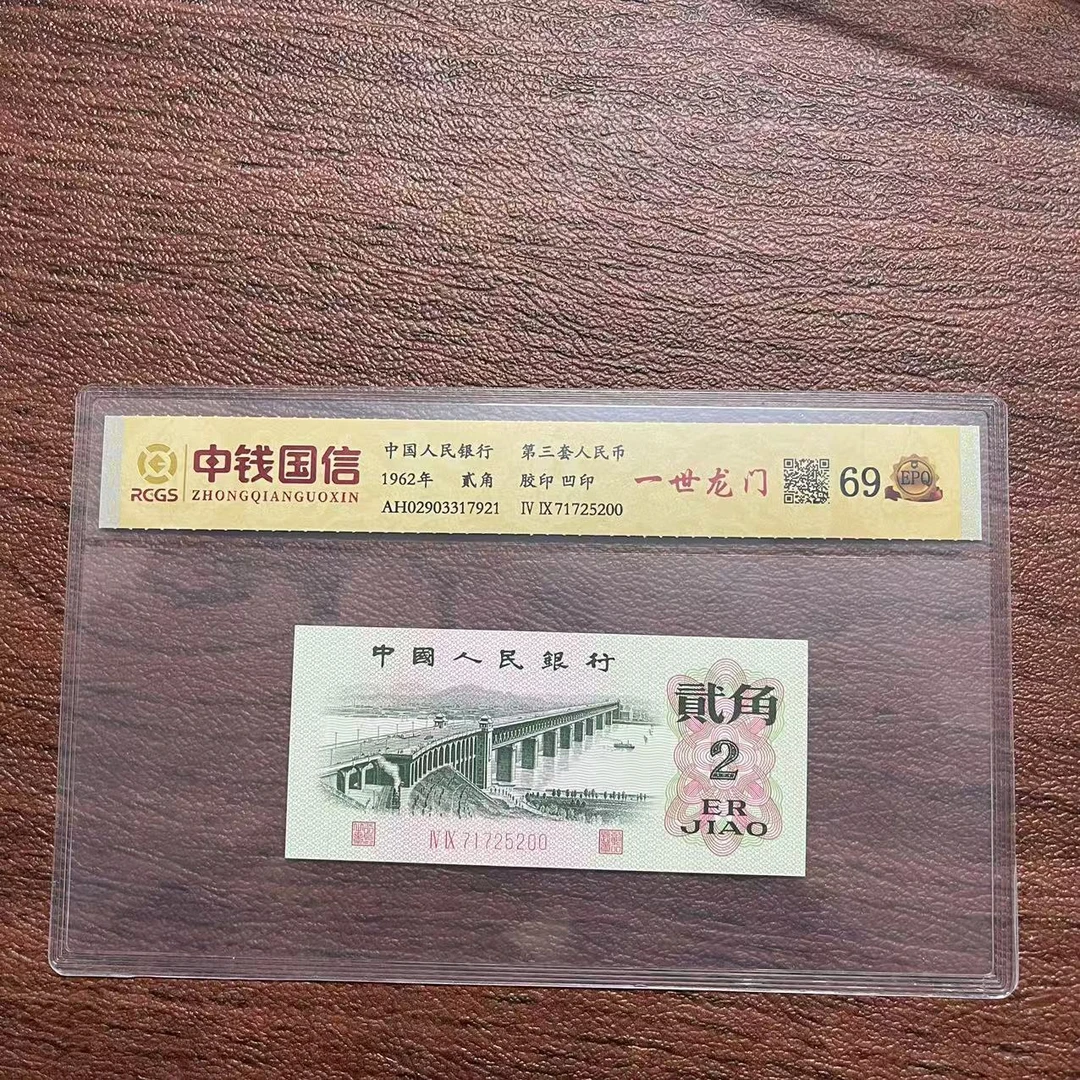 中钱国信
RCGS ZHONGQIANGUOXIN
中国人民银行 第三套人民币
1962年 贰角 胶印 凹印
AH02903317921 Ⅳ Ⅸ 71725200
一世龙门
69
EPQ
中國人民銀行
貳角
2
ER
JIAO
Ⅳ Ⅸ 71725200